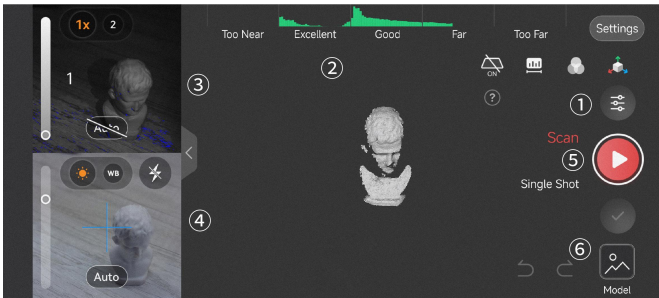 1x 2
Too Near Excellent Good Far Too Far
Settings
②
ON
1
③
?
①
Auto
Scan
⑤
WB
Single Shot
④
Auto
⑥
Model